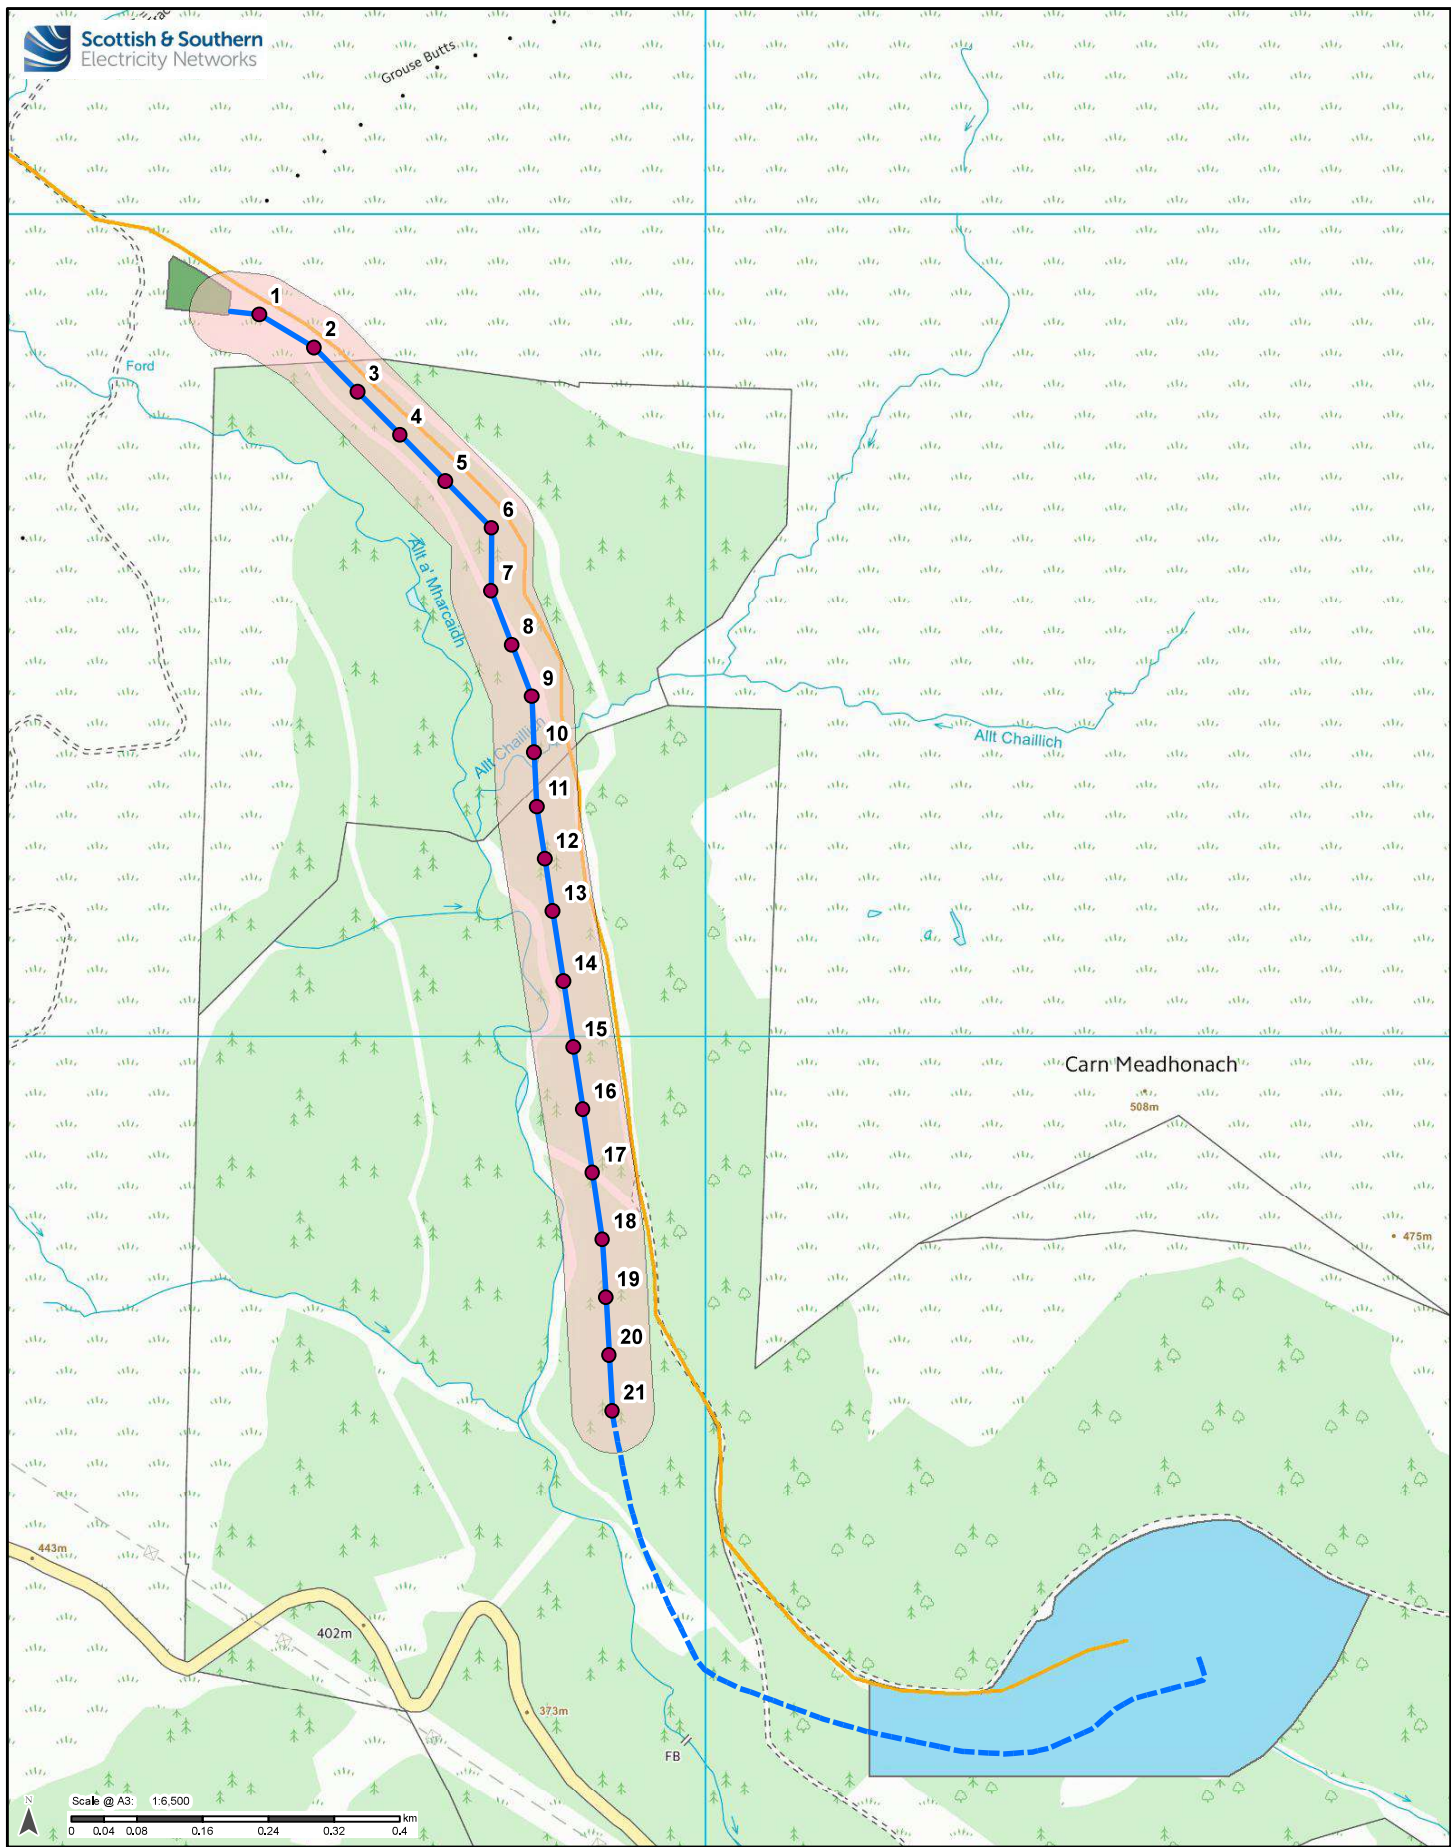 Scottish & Southern
Electricity Networks
Grouse Butts
1
2
Ford
3
4
5
6
Allt a' Mharcaidh
7
8
9
10
Allt Chaillich
Allt Chaillich
11
12
13
14
15
Carn Meadhonach
508m
16
17
18
475m
19
20
21
443m
402m
373m
FB
N
Scale @ A3: 1:6,500
km
0 0.04 0.08 0.16 0.24 0.32 0.4